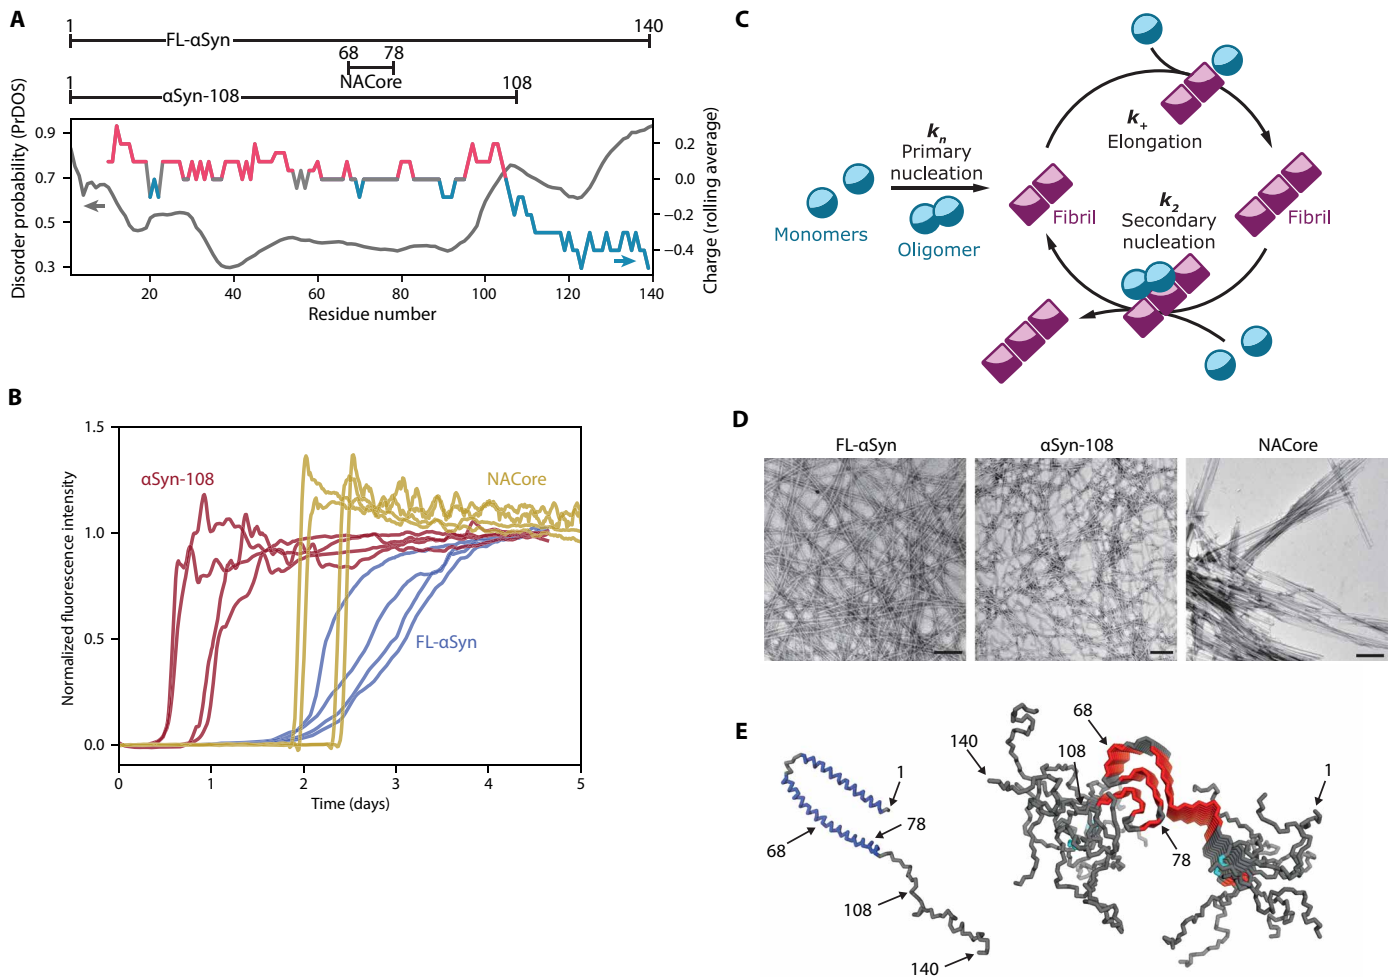 A
1 140
FL-αSyn
68 78
NACore
1 108
αSyn-108
Disorder probability (PrDOS)
0.9
0.7
0.5
0.3
0.2
0.0
−0.2
−0.4
Charge (rolling average)
20 40 60 80 100 120 140
Residue number
B
Normalized fluorescence intensity
1.5
1.0
0.5
0.0
αSyn-108
NACore
FL-αSyn
0 1 2 3 4 5
Time (days)
C
Monomers
kn
Primary
nucleation
Oligomer
Fibril
k+
Elongation
k2
Secondary
nucleation
Fibril
D
FL-αSyn αSyn-108 NACore
E
1
78
68
108
140
68
140
108
1
78